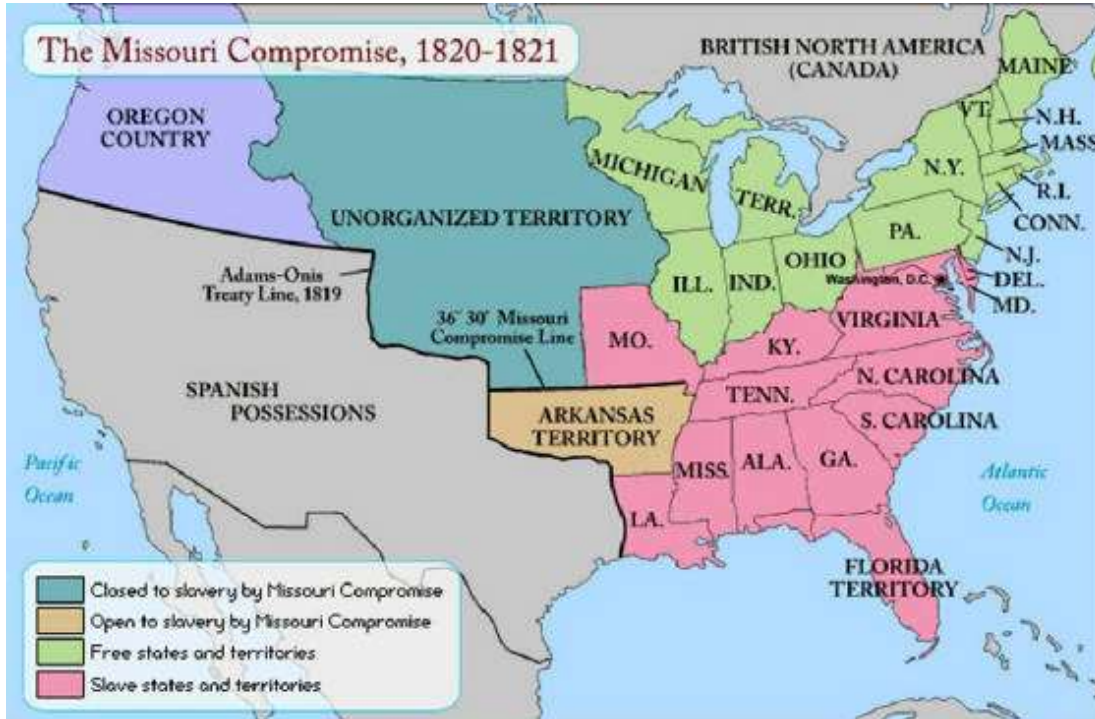 The Missouri Compromise, 1820-1821
BRITISH NORTH AMERICA
(CANADA)
MAINE
OREGON
COUNTRY
VT.
N.H.
MASS
MICHIGAN
TERR.
N.Y.
R.I.
CONN.
UNORGANIZED TERRITORY
PA.
N.J.
Adams-Onis
Treaty Line, 1819
ILL.
IND.
OHIO
Washington, D.C.
DEL.
MD.
36° 30' Missouri
Compromise Line
MO.
VIRGINIA
KY.
SPANISH
POSSESSIONS
TENN.
N. CAROLINA
ARKANSAS
TERRITORY
S. CAROLINA
Pacific
Ocean
MISS.
ALA.
GA.
Atlantic
Ocean
LA.
FLORIDA
TERRITORY
Closed to slavery by Missouri Compromise
Open to slavery by Missouri Compromise
Free states and territories
Slave states and territories